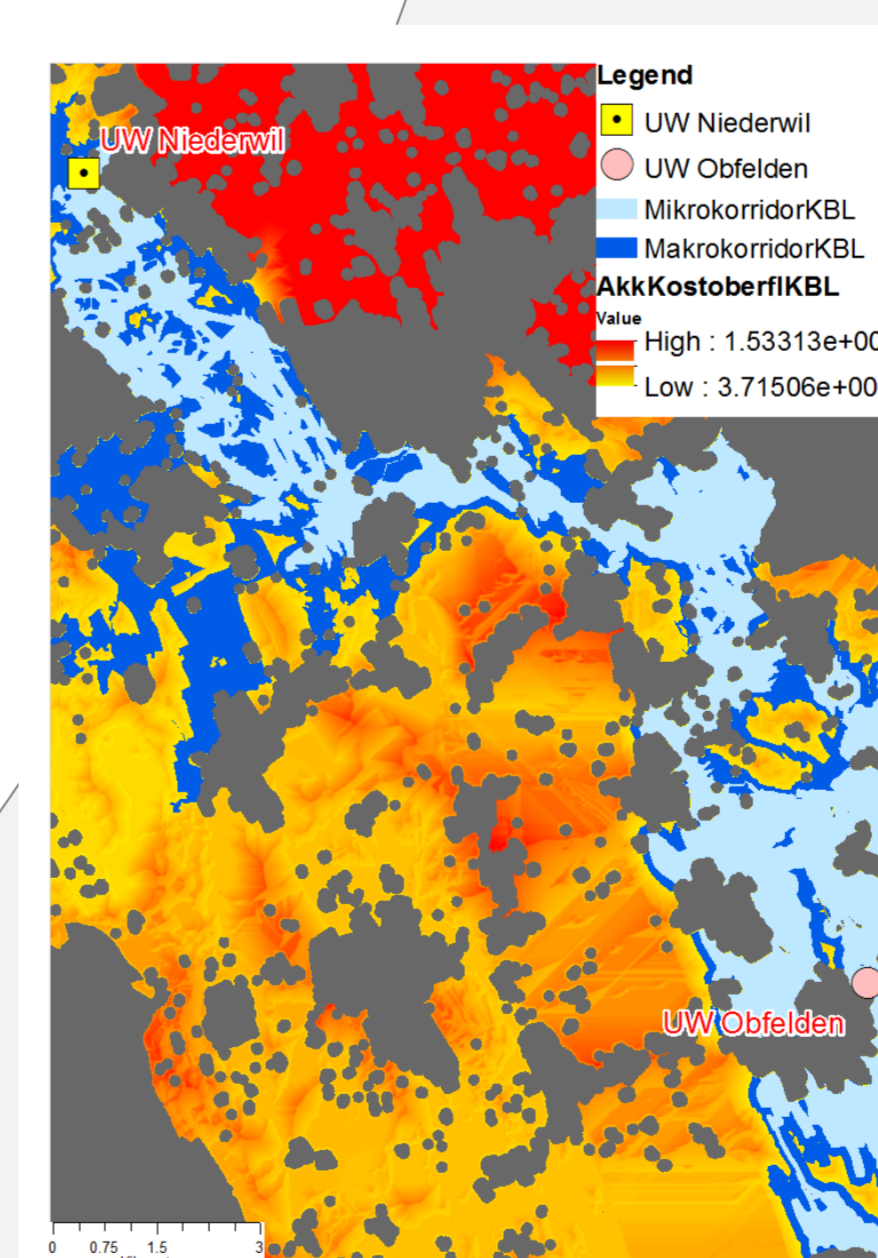 Legend
UW Niederwil
UW Niederwil
UW Obfelden
MikrokorridorKBL
MakrokorridorKBL
AkkKostoberflKBL
Value
High : 1.53313e+00
Low : 3.71506e+00
UW Obfelden
0 0.75 1.5 3